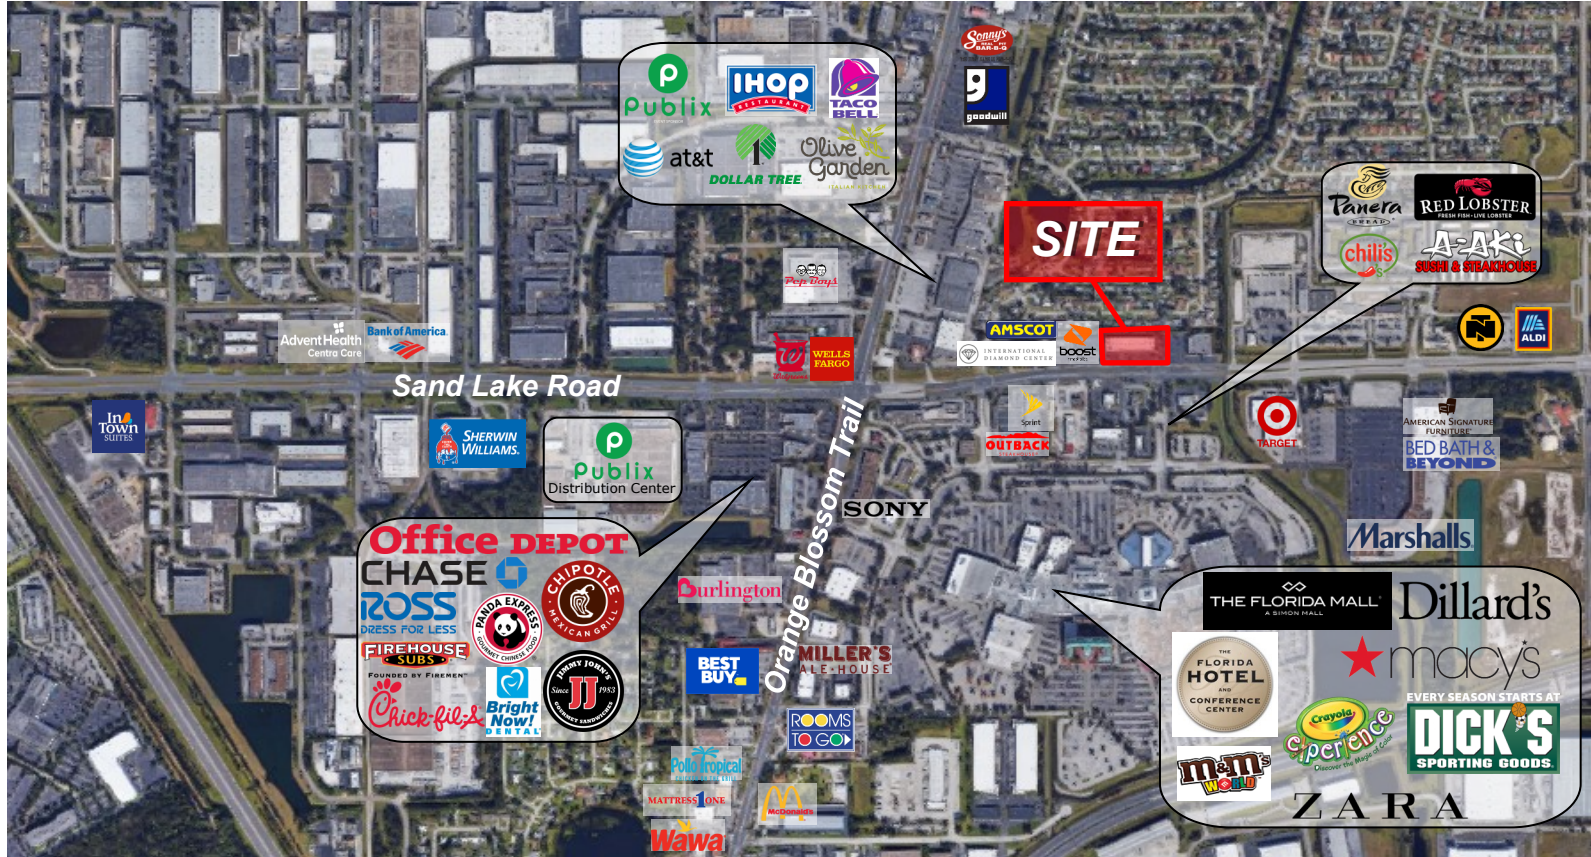 Sonny's
REAL PIT
BAR-B-Q
goodwill
Publix
IHOP
RESTAURANT
TACO
BELL
at&t
1
DOLLAR TREE
Olive
Garden
ITALIAN KITCHEN
Panera
BREAD
RED LOBSTER
FRESH FISH • LIVE LOBSTER
chili's
A-AKi
SUSHI & STEAKHOUSE
SITE
Pep Boys
AdventHealth
Centra Care
Bank of America
W
Walgreens
WELLS
FARGO
AMSCOT
INTERNATIONAL
DIAMOND CENTER
boost
mobile
N
ALDI
Sand Lake Road
Orange Blossom Trail
InTown
SUITES
SHERWIN
WILLIAMS.
Publix
Distribution Center
Sprint
OUTBACK
STEAKHOUSE
TARGET
AMERICAN SIGNATURE
FURNITURE
BED BATH &
BEYOND
SONY
Marshalls.
Office DEPOT
CHASE
CHIPOTLE
MEXICAN GRILL
ROSS
DRESS FOR LESS
PANDA EXPRESS
GOURMET CHINESE FOOD
FIREHOUSE
SUBS
FOUNDED BY FIREMEN™
Chick-fil-A
Bright
Now!
DENTAL
JIMMY JOHN'S
Since JJ 1983
GOURMET SANDWICHES
Burlington
BEST
BUY
MILLER'S
ALE • HOUSE
ROOMS
TO GO
Pollo Tropical
MATTRESS 1 ONE
McDonald's
Wawa
THE FLORIDA MALL
A SIMON MALL
Dillard's
THE
FLORIDA
HOTEL
AND
CONFERENCE
CENTER
macy's
Crayola
experience
Discover the Magic of Color
EVERY SEASON STARTS AT
DICK'S
SPORTING GOODS.
m&m's
WORLD
ZARA